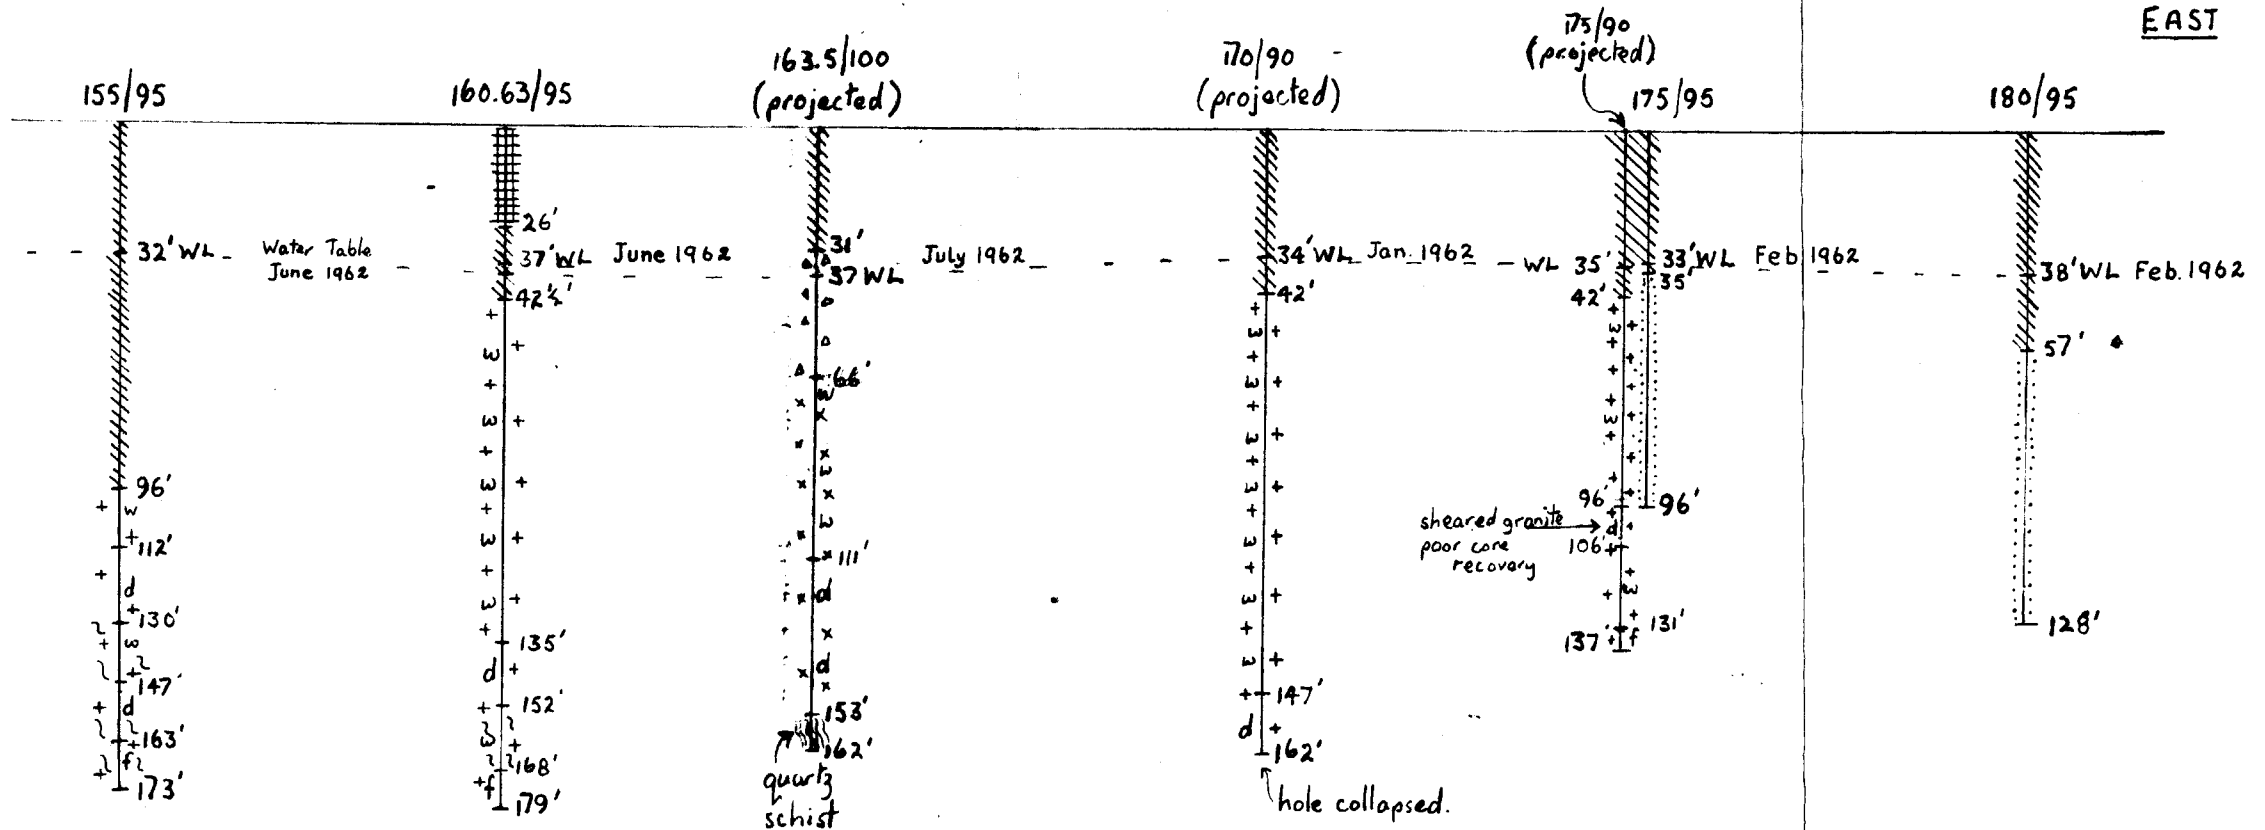 EAST
155/95
32' WL
Water Table
June 1962
96'
w
112'
d
130'
w
147'
d
163'
f
173'
160.63/95
26'
37' WL June 1962
42½'
w
w
w
w
w
135'
d
152'
w
168'
f
179'
163.5/100
(projected)
31'
37 WL
July 1962
66'
w
w
w
111'
d
d
153'
162'
quartz
schist
170/90
(projected)
34' WL Jan. 1962
42'
w
w
w
w
w
w
w
147'
d
162'
hole collapsed.
175/90
(projected)
WL 35'
42'
w
w
96'
sheared granite
poor core
recovery
d
106'
w
131'
137'
f
175/95
33' WL Feb 1962
35'
96'
180/95
38' WL Feb. 1962
57'
128'